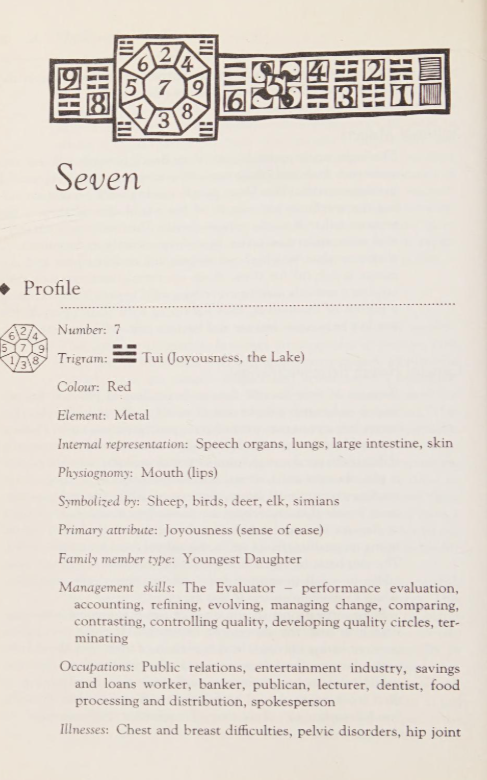 9 6 2 4 4 2
8 5 7 9 6 5 3 1
1 3 8
Seven
◆ Profile
6 2 4
5 7 9
1 3 8
Number: 7
Trigram: ☱ Tui (Joyousness, the Lake)
Colour: Red
Element: Metal
Internal representation: Speech organs, lungs, large intestine, skin
Physiognomy: Mouth (lips)
Symbolized by: Sheep, birds, deer, elk, simians
Primary attribute: Joyousness (sense of ease)
Family member type: Youngest Daughter
Management skills: The Evaluator – performance evaluation,
accounting, refining, evolving, managing change, comparing,
contrasting, controlling quality, developing quality circles, ter-
minating
Occupations: Public relations, entertainment industry, savings
and loans worker, banker, publican, lecturer, dentist, food
processing and distribution, spokesperson
Illnesses: Chest and breast difficulties, pelvic disorders, hip joint